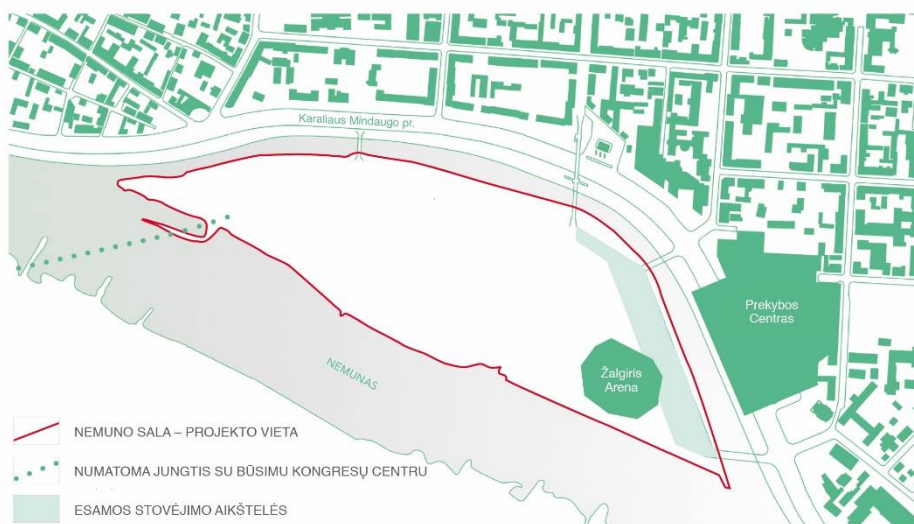 Karaliaus Mindaugo pr.
Prekybos
Centras
Žalgiris
Arena
NEMUNAS
NEMUNO SALA – PROJEKTO VIETA
NUMATOMA JUNGTIS SU BŪSIMU KONGRESŲ CENTRU
ESAMOS STOVĖJIMO AIKŠTELĖS